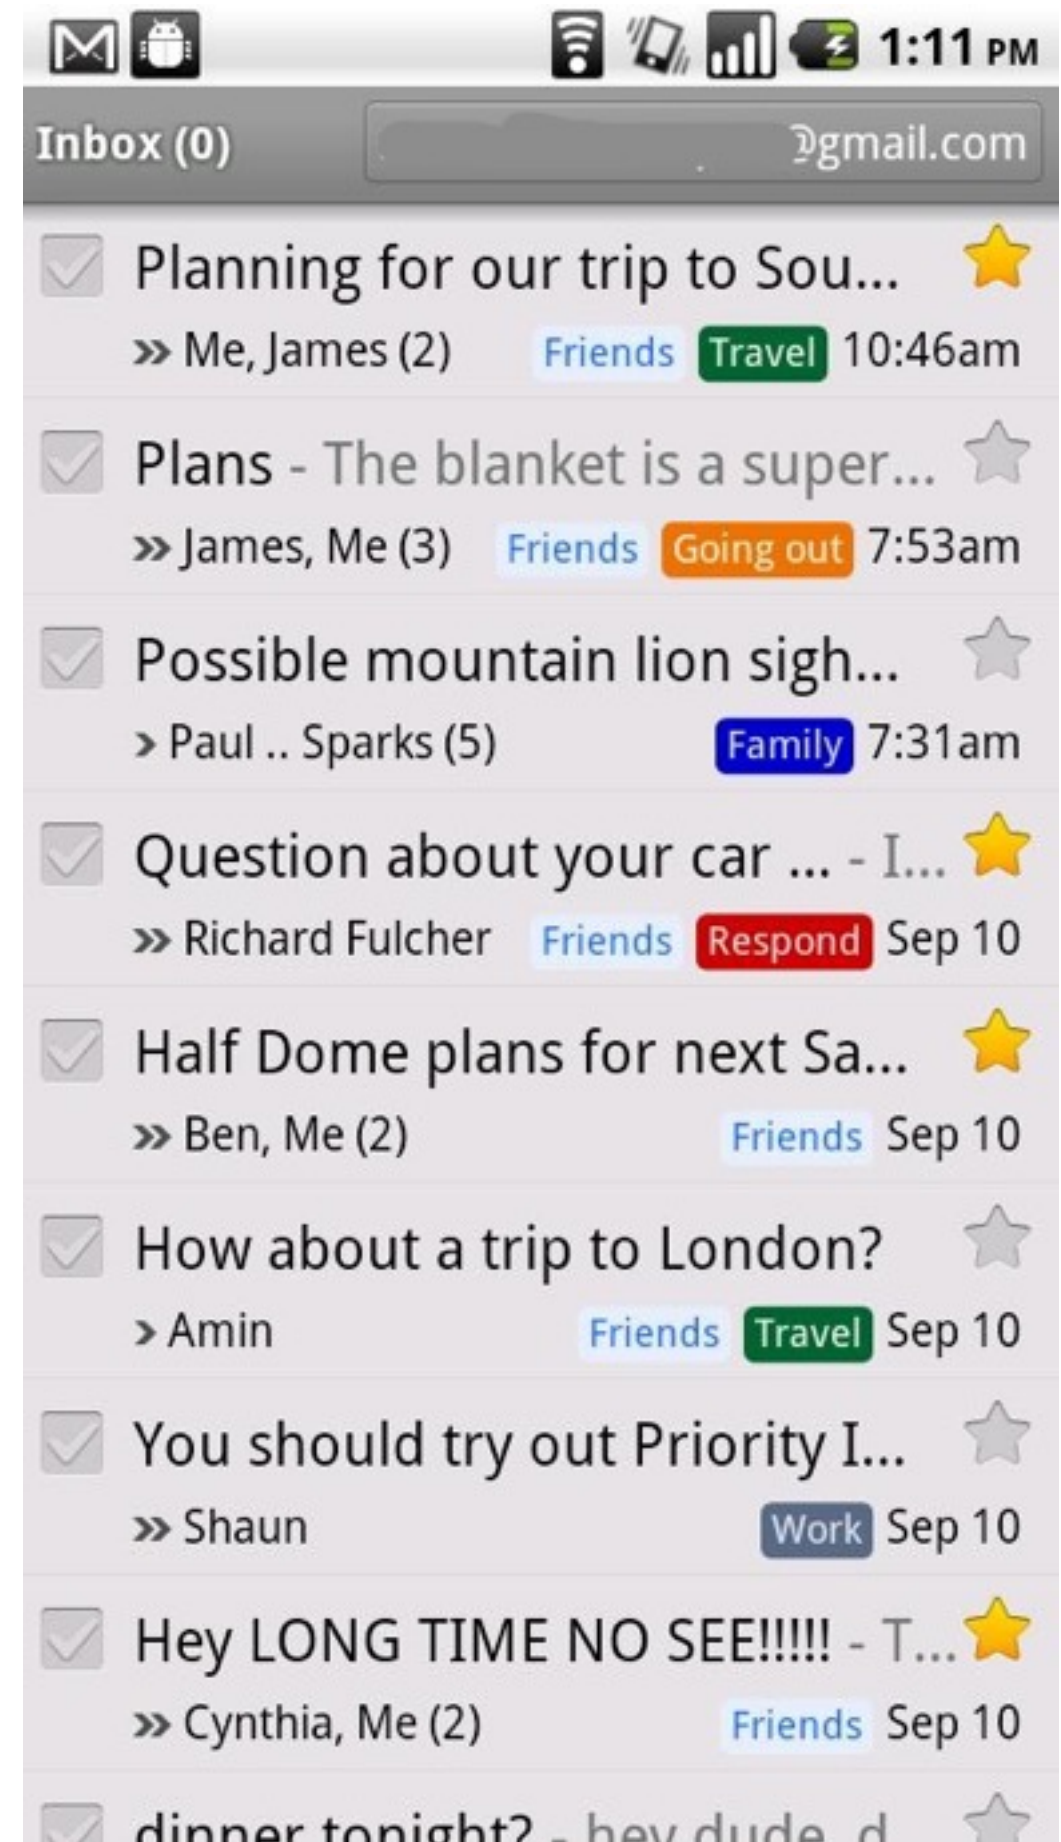 1:11 PM
Inbox (0) @gmail.com
Planning for our trip to Sou...
» Me, James (2) Friends Travel 10:46am
Plans - The blanket is a super...
» James, Me (3) Friends Going out 7:53am
Possible mountain lion sigh...
› Paul .. Sparks (5) Family 7:31am
Question about your car ... - I...
» Richard Fulcher Friends Respond Sep 10
Half Dome plans for next Sa...
» Ben, Me (2) Friends Sep 10
How about a trip to London?
› Amin Friends Travel Sep 10
You should try out Priority I...
» Shaun Work Sep 10
Hey LONG TIME NO SEE!!!!! - T...
» Cynthia, Me (2) Friends Sep 10
dinner tonight? - hey dude, d